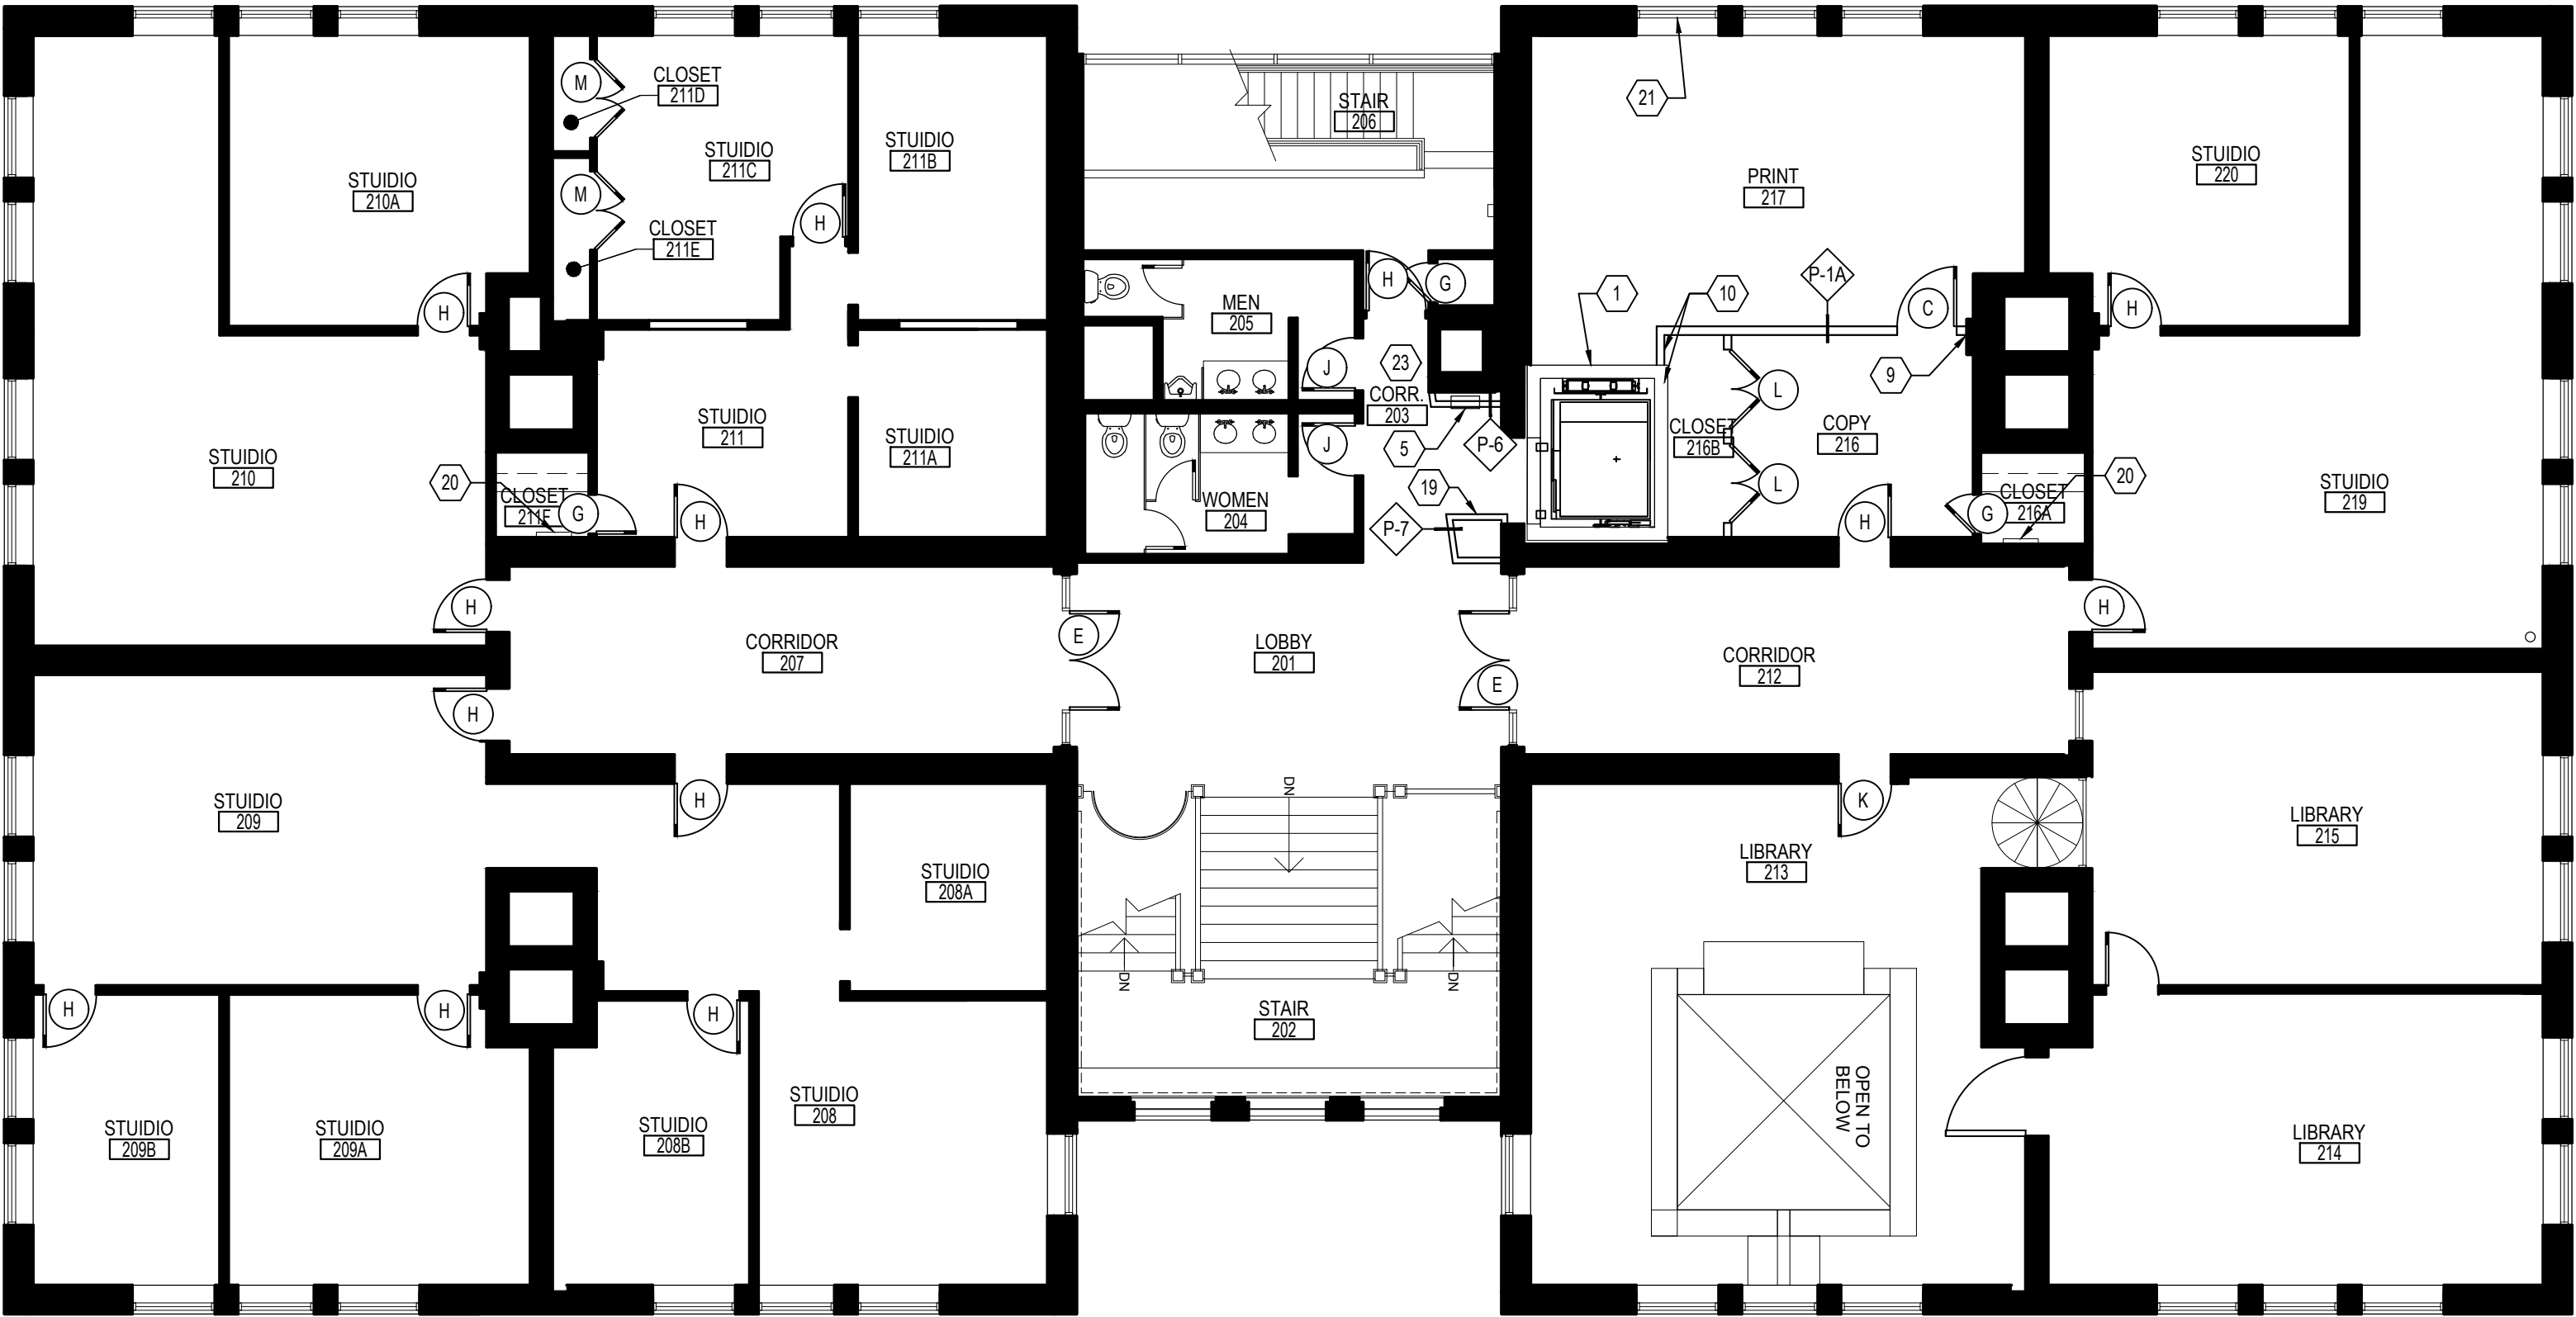 CLOSET
211D
M
STUIDIO
211C
STUIDIO
211B
STUIDIO
210A
M
CLOSET
211E
H
H
STAIR
206
21
PRINT
217
STUIDIO
220
MEN
205
H
G
1
10
P-1A
C
H
9
J
23
CORR.
203
5
P-6
J
WOMEN
204
19
P-7
CLOSET
216B
L
L
COPY
216
H
G
CLOSET
216A
20
STUIDIO
219
STUIDIO
210
20
CLOSET
211F
G
STUIDIO
211
STUIDIO
211A
H
H
H
CORRIDOR
207
E
LOBBY
201
E
CORRIDOR
212
H
STUIDIO
209
H
STUIDIO
208A
DN
DN
DN
STAIR
202
K
LIBRARY
213
LIBRARY
215
H
H
H
STUIDIO
209B
STUIDIO
209A
STUIDIO
208B
STUIDIO
208
OPEN TO
BELOW
LIBRARY
214